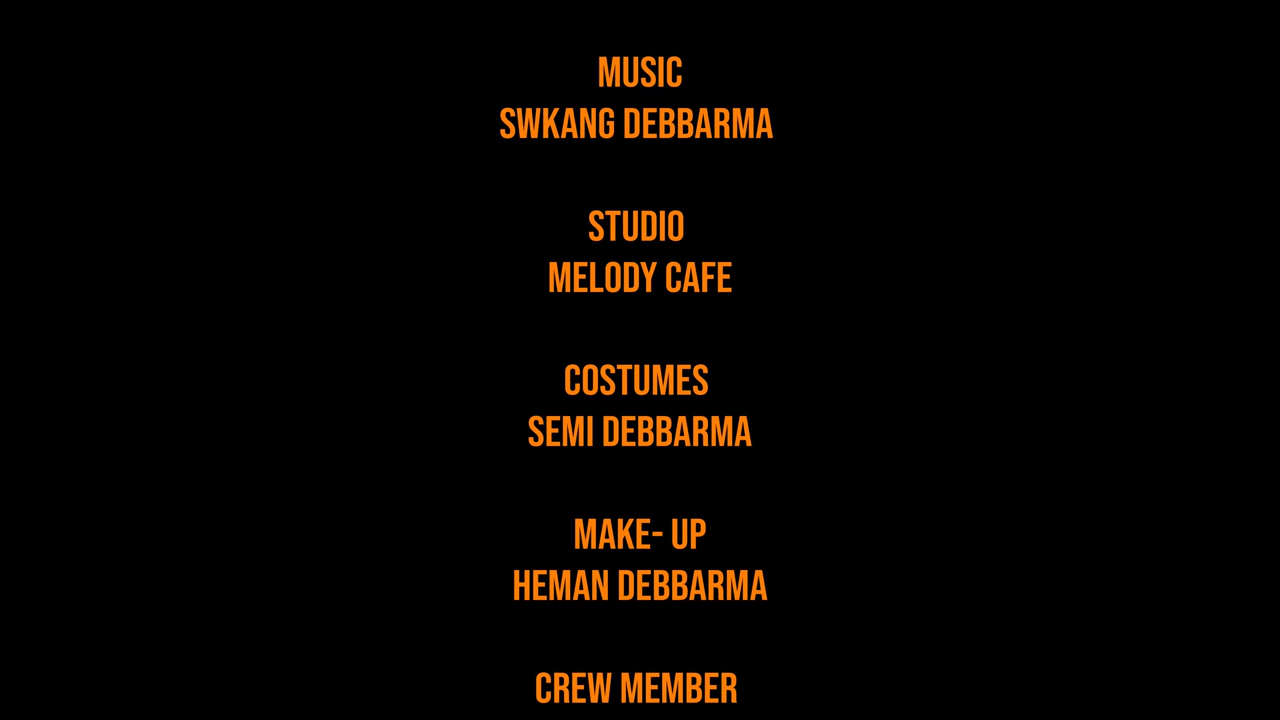 MUSIC
SWKANG DEBBARMA
STUDIO
MELODY CAFE
COSTUMES
SEMI DEBBARMA
MAKE- UP
HEMAN DEBBARMA
CREW MEMBER